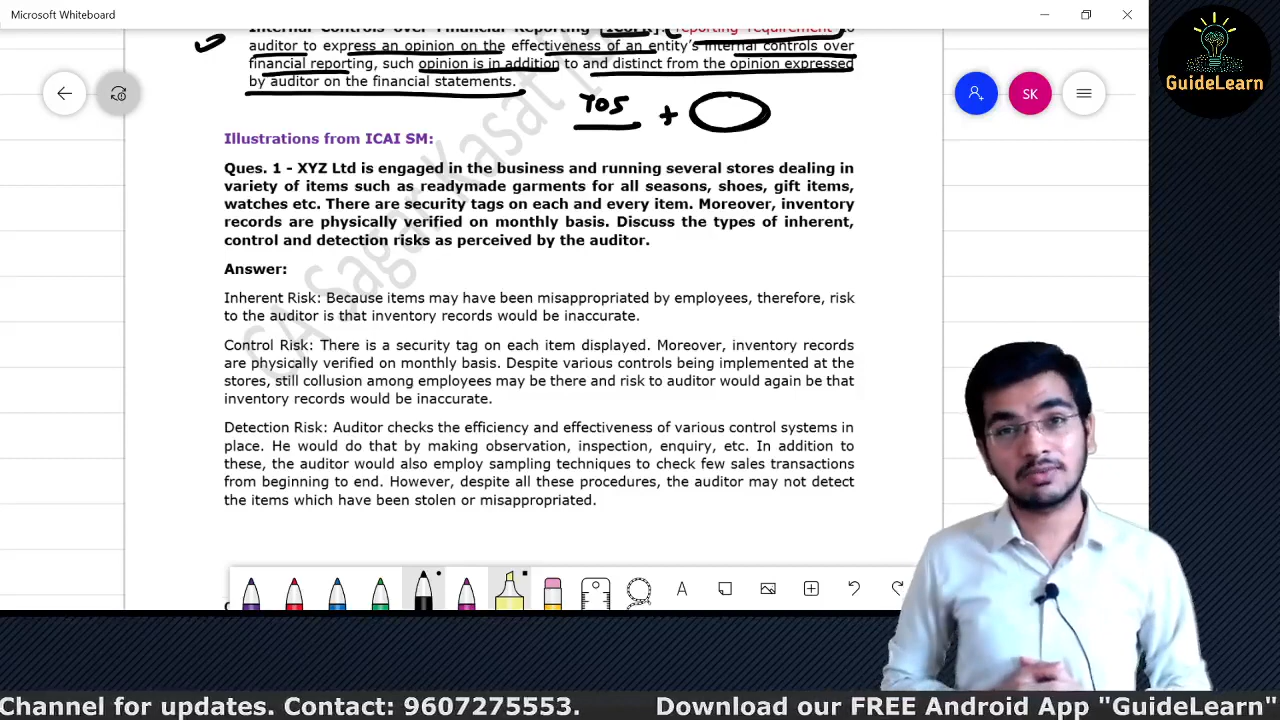 Microsoft Whiteboard
Internal Controls over Financial Reporting [ICoFR]: reporting requirement to
auditor to express an opinion on the effectiveness of an entity's internal controls over
financial reporting, such opinion is in addition to and distinct from the opinion expressed
by auditor on the financial statements.
+
GuideLearn
SK
Illustrations from ICAI SM:
Ques. 1 - XYZ Ltd is engaged in the business and running several stores dealing in
variety of items such as readymade garments for all seasons, shoes, gift items,
watches etc. There are security tags on each and every item. Moreover, inventory
records are physically verified on monthly basis. Discuss the types of inherent,
control and detection risks as perceived by the auditor.
Answer:
Inherent Risk: Because items may have been misappropriated by employees, therefore, risk
to the auditor is that inventory records would be inaccurate.
Control Risk: There is a security tag on each item displayed. Moreover, inventory records
are physically verified on monthly basis. Despite various controls being implemented at the
stores, still collusion among employees may be there and risk to auditor would again be that
inventory records would be inaccurate.
Detection Risk: Auditor checks the efficiency and effectiveness of various control systems in
place. He would do that by making observation, inspection, enquiry, etc. In addition to
these, the auditor would also employ sampling techniques to check few sales transactions
from beginning to end. However, despite all these procedures, the auditor may not detect
the items which have been stolen or misappropriated.
CA Sagar Kasat
Channel for updates. Contact: 9607275553. Download our FREE Android App "GuideLearn"